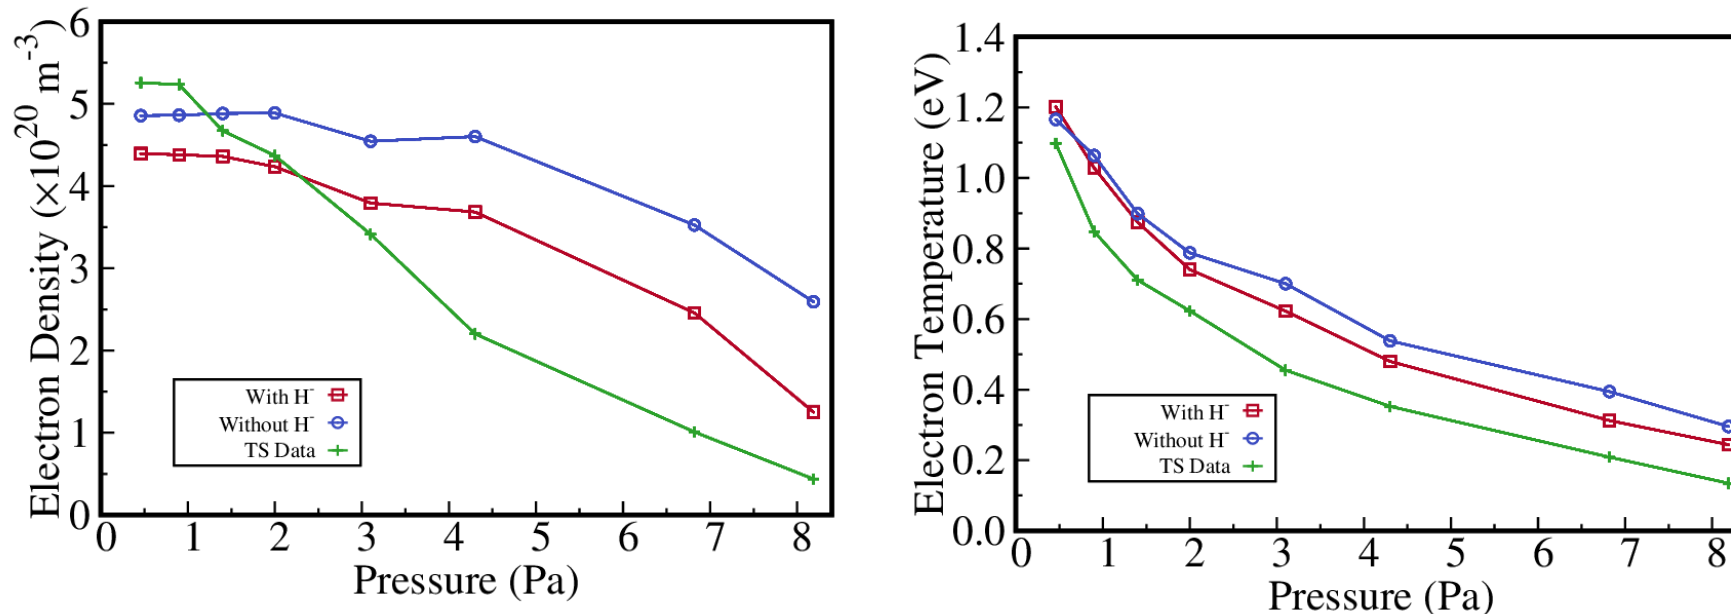 Electron Density (×10²⁰ m⁻³)
6
5
4
3
2
1
0
0 1 2 3 4 5 6 7 8
Pressure (Pa)
With H⁻
Without H⁻
TS Data
Electron Temperature (eV)
1.4
1.2
1.0
0.8
0.6
0.4
0.2
0.0
0 1 2 3 4 5 6 7 8
Pressure (Pa)
With H⁻
Without H⁻
TS Data